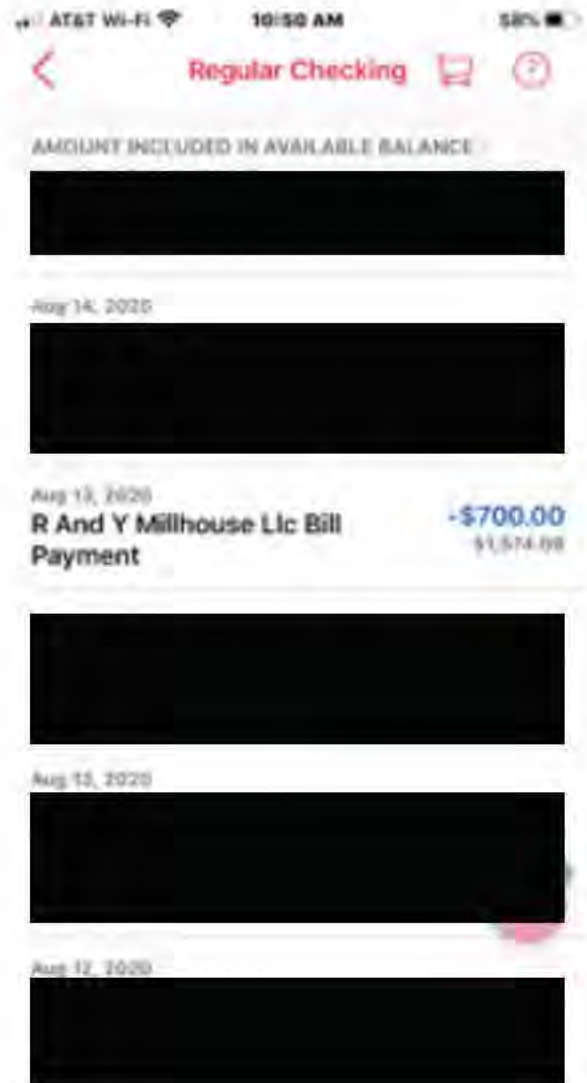 AT&T Wi-Fi 10:50 AM 58%
Regular Checking
AMOUNT INCLUDED IN AVAILABLE BALANCE
Aug 14, 2020
Aug 13, 2020
R And Y Millhouse Llc Bill -$700.00
Payment
Aug 13, 2020
Aug 12, 2020